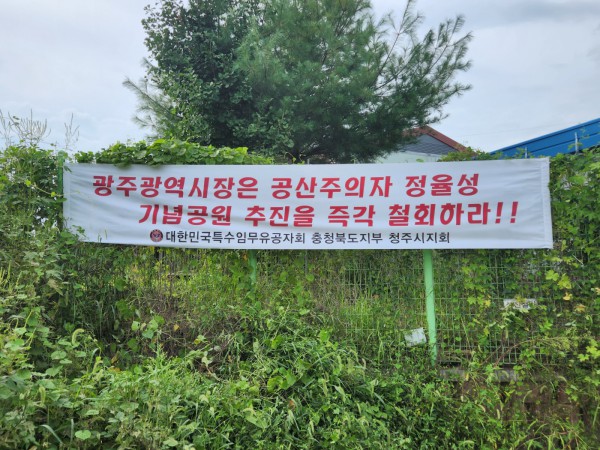 광주광역시장은 공산주의자 정율성
기념공원 추진을 즉각 철회하라!!
대한민국특수임무유공자회 충청북도지부 청주시지회